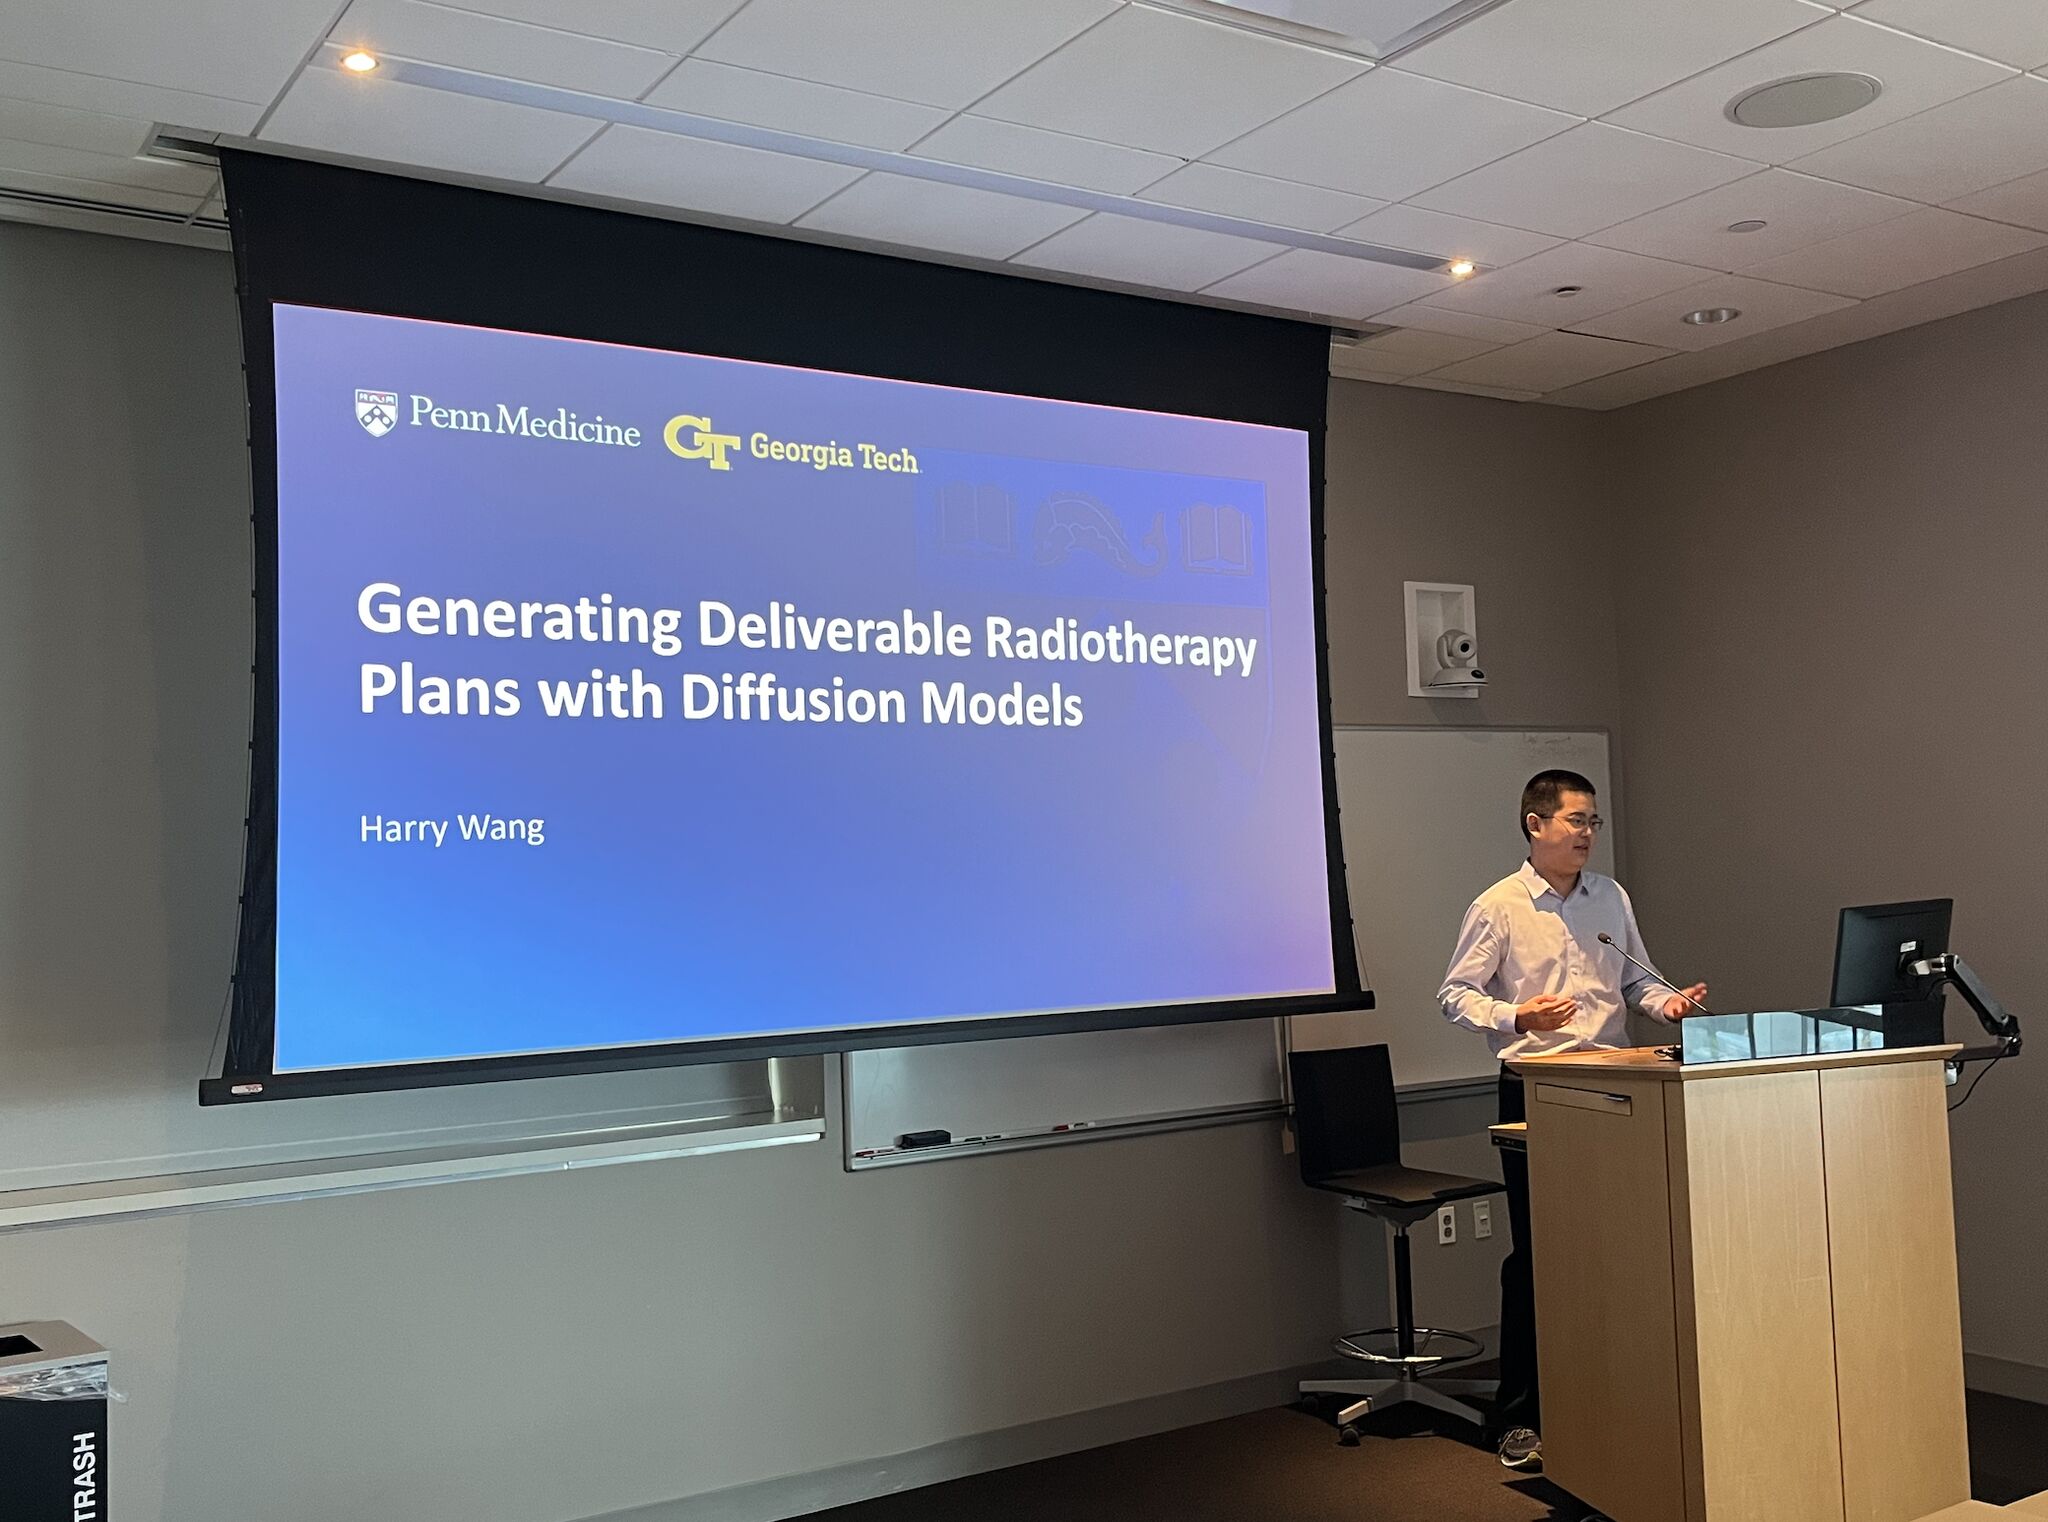 Penn Medicine
GT Georgia Tech
Generating Deliverable Radiotherapy
Plans with Diffusion Models
Harry Wang
TRASH